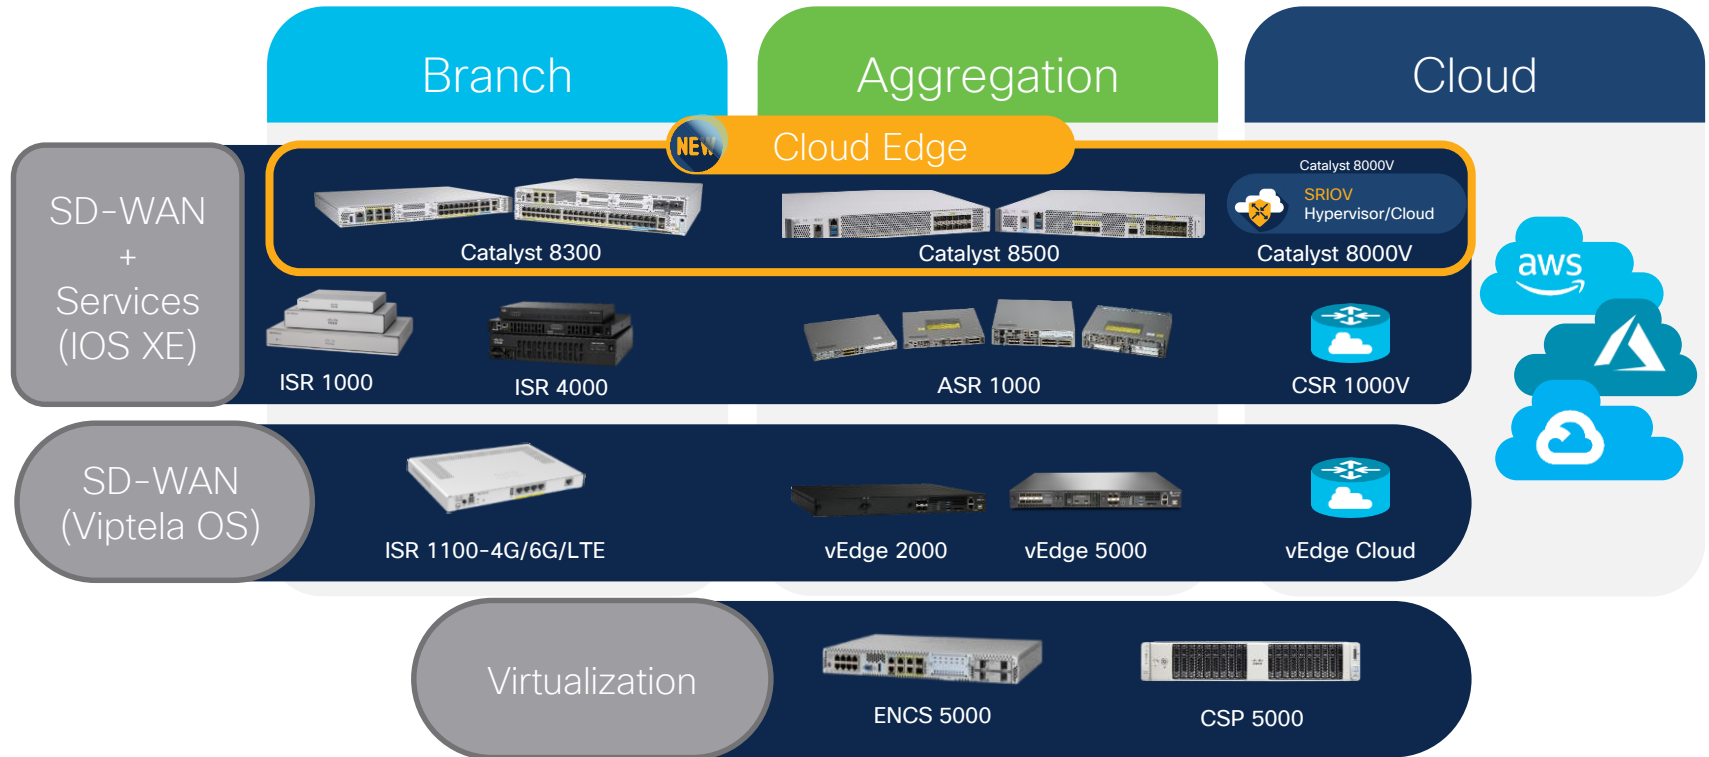 Branch
Aggregation
Cloud
NEW
Cloud Edge
SD-WAN
+
Services
(IOS XE)
Catalyst 8300
Catalyst 8500
Catalyst 8000V
SRIOV
Hypervisor/Cloud
Catalyst 8000V
aws
ISR 1000
ISR 4000
ASR 1000
CSR 1000V
SD-WAN
(Viptela OS)
ISR 1100-4G/6G/LTE
vEdge 2000
vEdge 5000
vEdge Cloud
Virtualization
ENCS 5000
CSP 5000